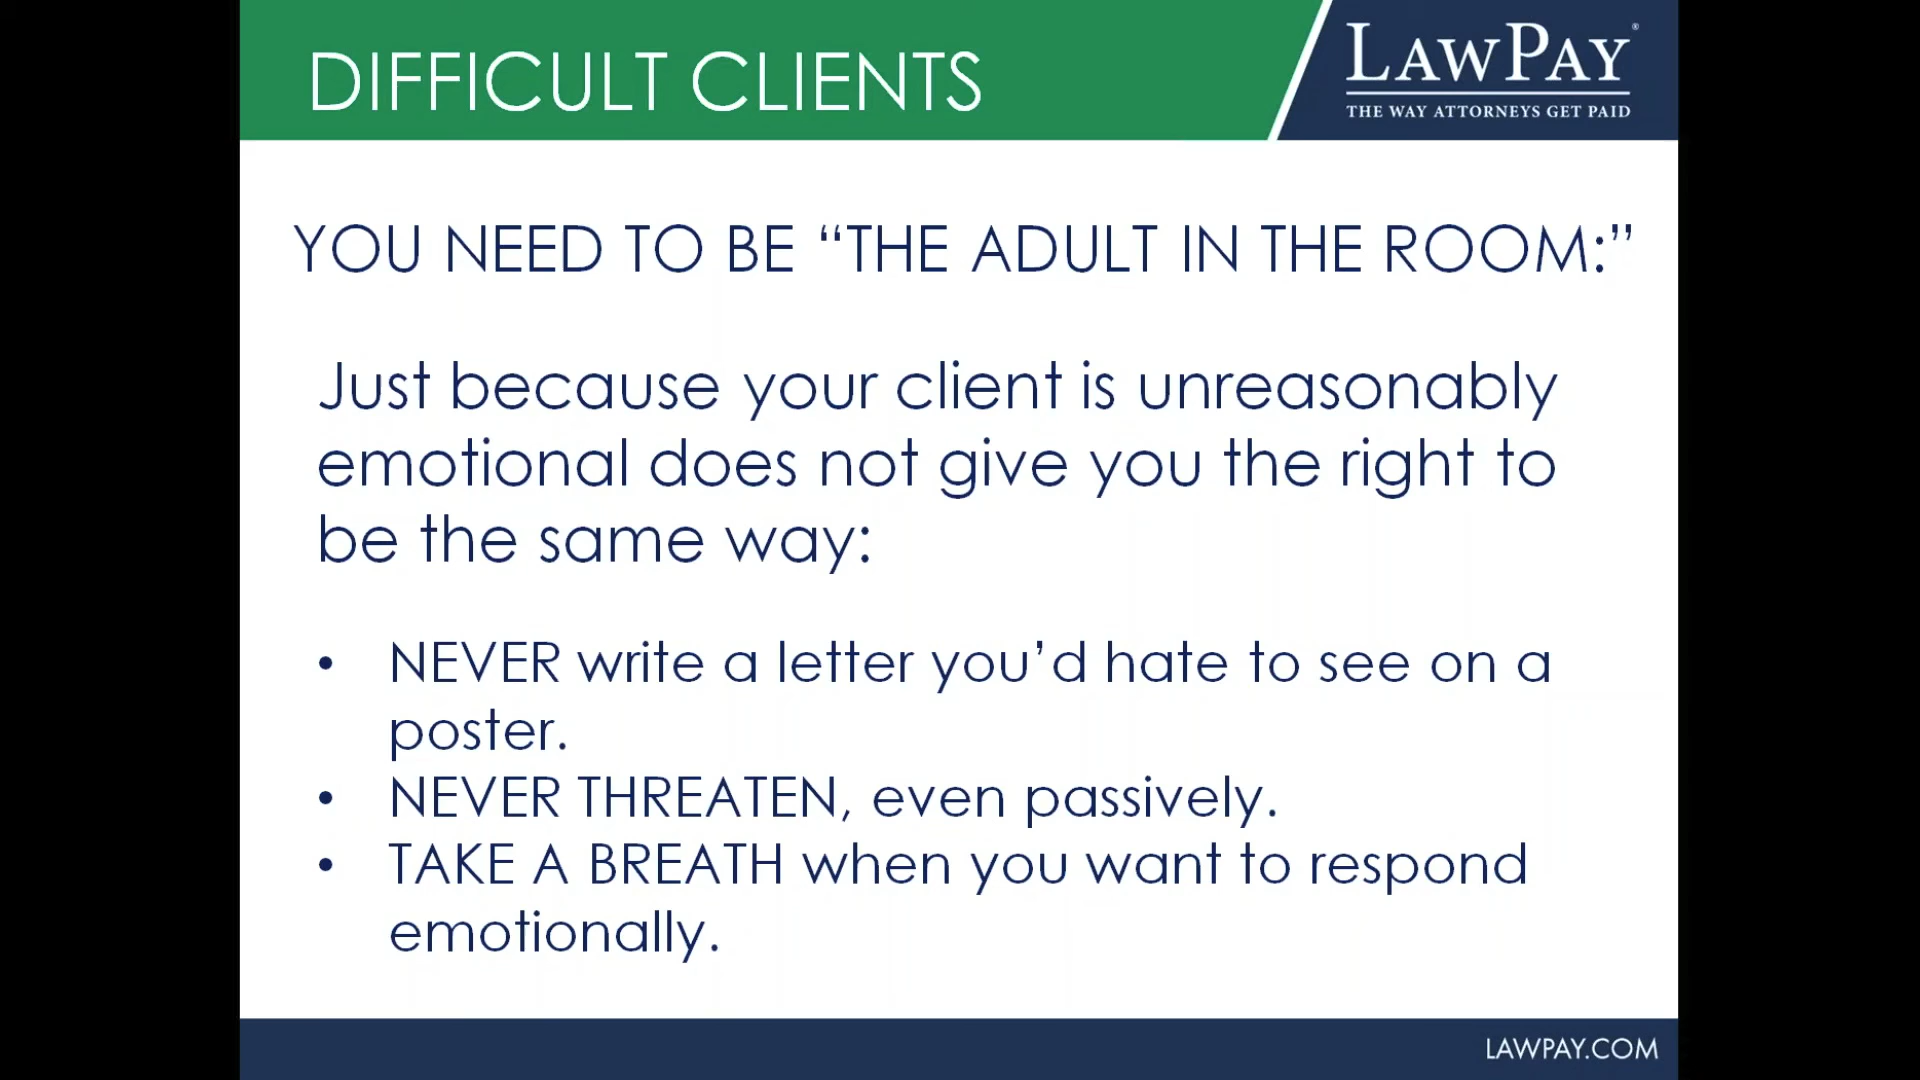 DIFFICULT CLIENTS
LAWPAY®
THE WAY ATTORNEYS GET PAID
YOU NEED TO BE “THE ADULT IN THE ROOM:”
Just because your client is unreasonably
emotional does not give you the right to
be the same way:
• NEVER write a letter you’d hate to see on a
poster.
• NEVER THREATEN, even passively.
• TAKE A BREATH when you want to respond
emotionally.
LAWPAY.COM